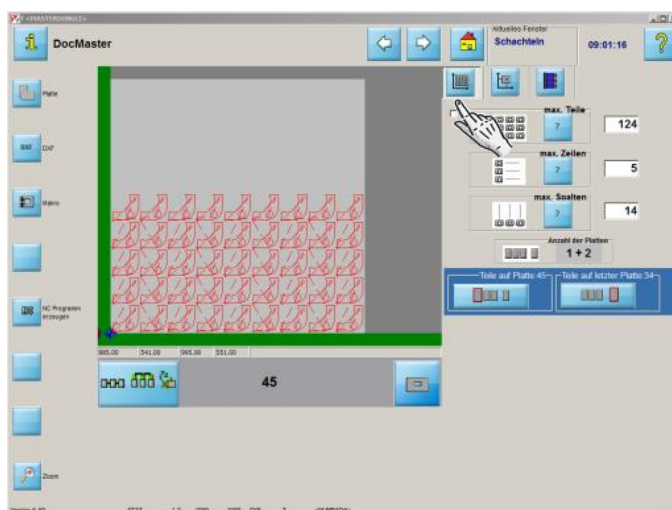 DocMaster
Aktuelles Fenster
Schachteln
09:01:16
Platte
DXF
DXF
Makro
NC Programm
erzeugen
Zoom
max. Teile
?
124
max. Zeilen
?
5
max. Spalten
?
14
Anzahl der Platten
1 + 2
Teile auf Platte 45
Teile auf letzter Platte 34
985.00 541.00 995.00 551.00
45